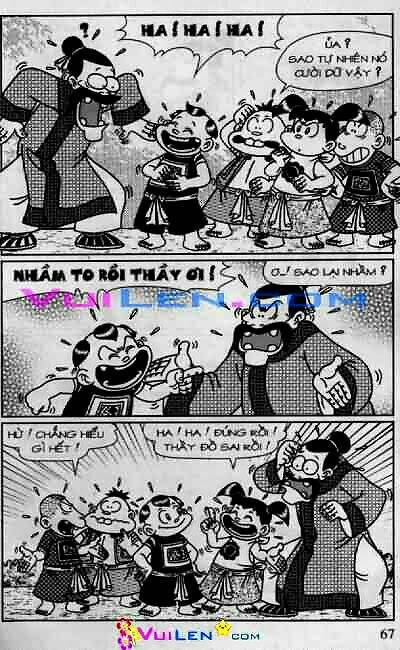 ?
HA! HA! HA!
ỦA?
SAO TỰ NHIÊN NÓ
CƯỜI DỮ VẬY?
NHẦM TO RỒI THẦY ƠI!
Ơ..! SAO LẠI NHẦM?
VUILEN.COM
HỪ! CHẲNG HIỂU
GÌ HẾT!
HA! HA! ĐÚNG RỒI!
THẦY ĐỒ SAI RỒI!
67
VUILEN.COM